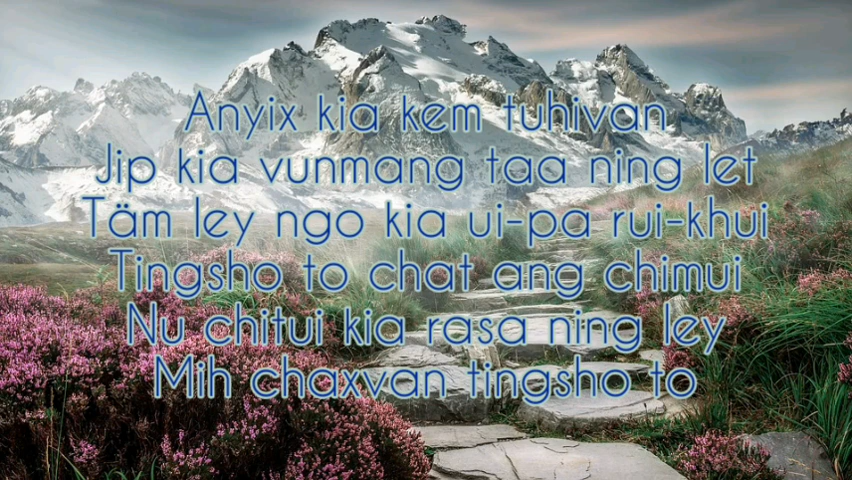 Anyix kia kem tuhivan
Jip kia vunmang taa ning let
Täm ley ngo kia ui-pa rui-khui
Tingsho to chat ang chimui
Nu chitui kia rasa ning ley
Mih chaxvan tingsho to